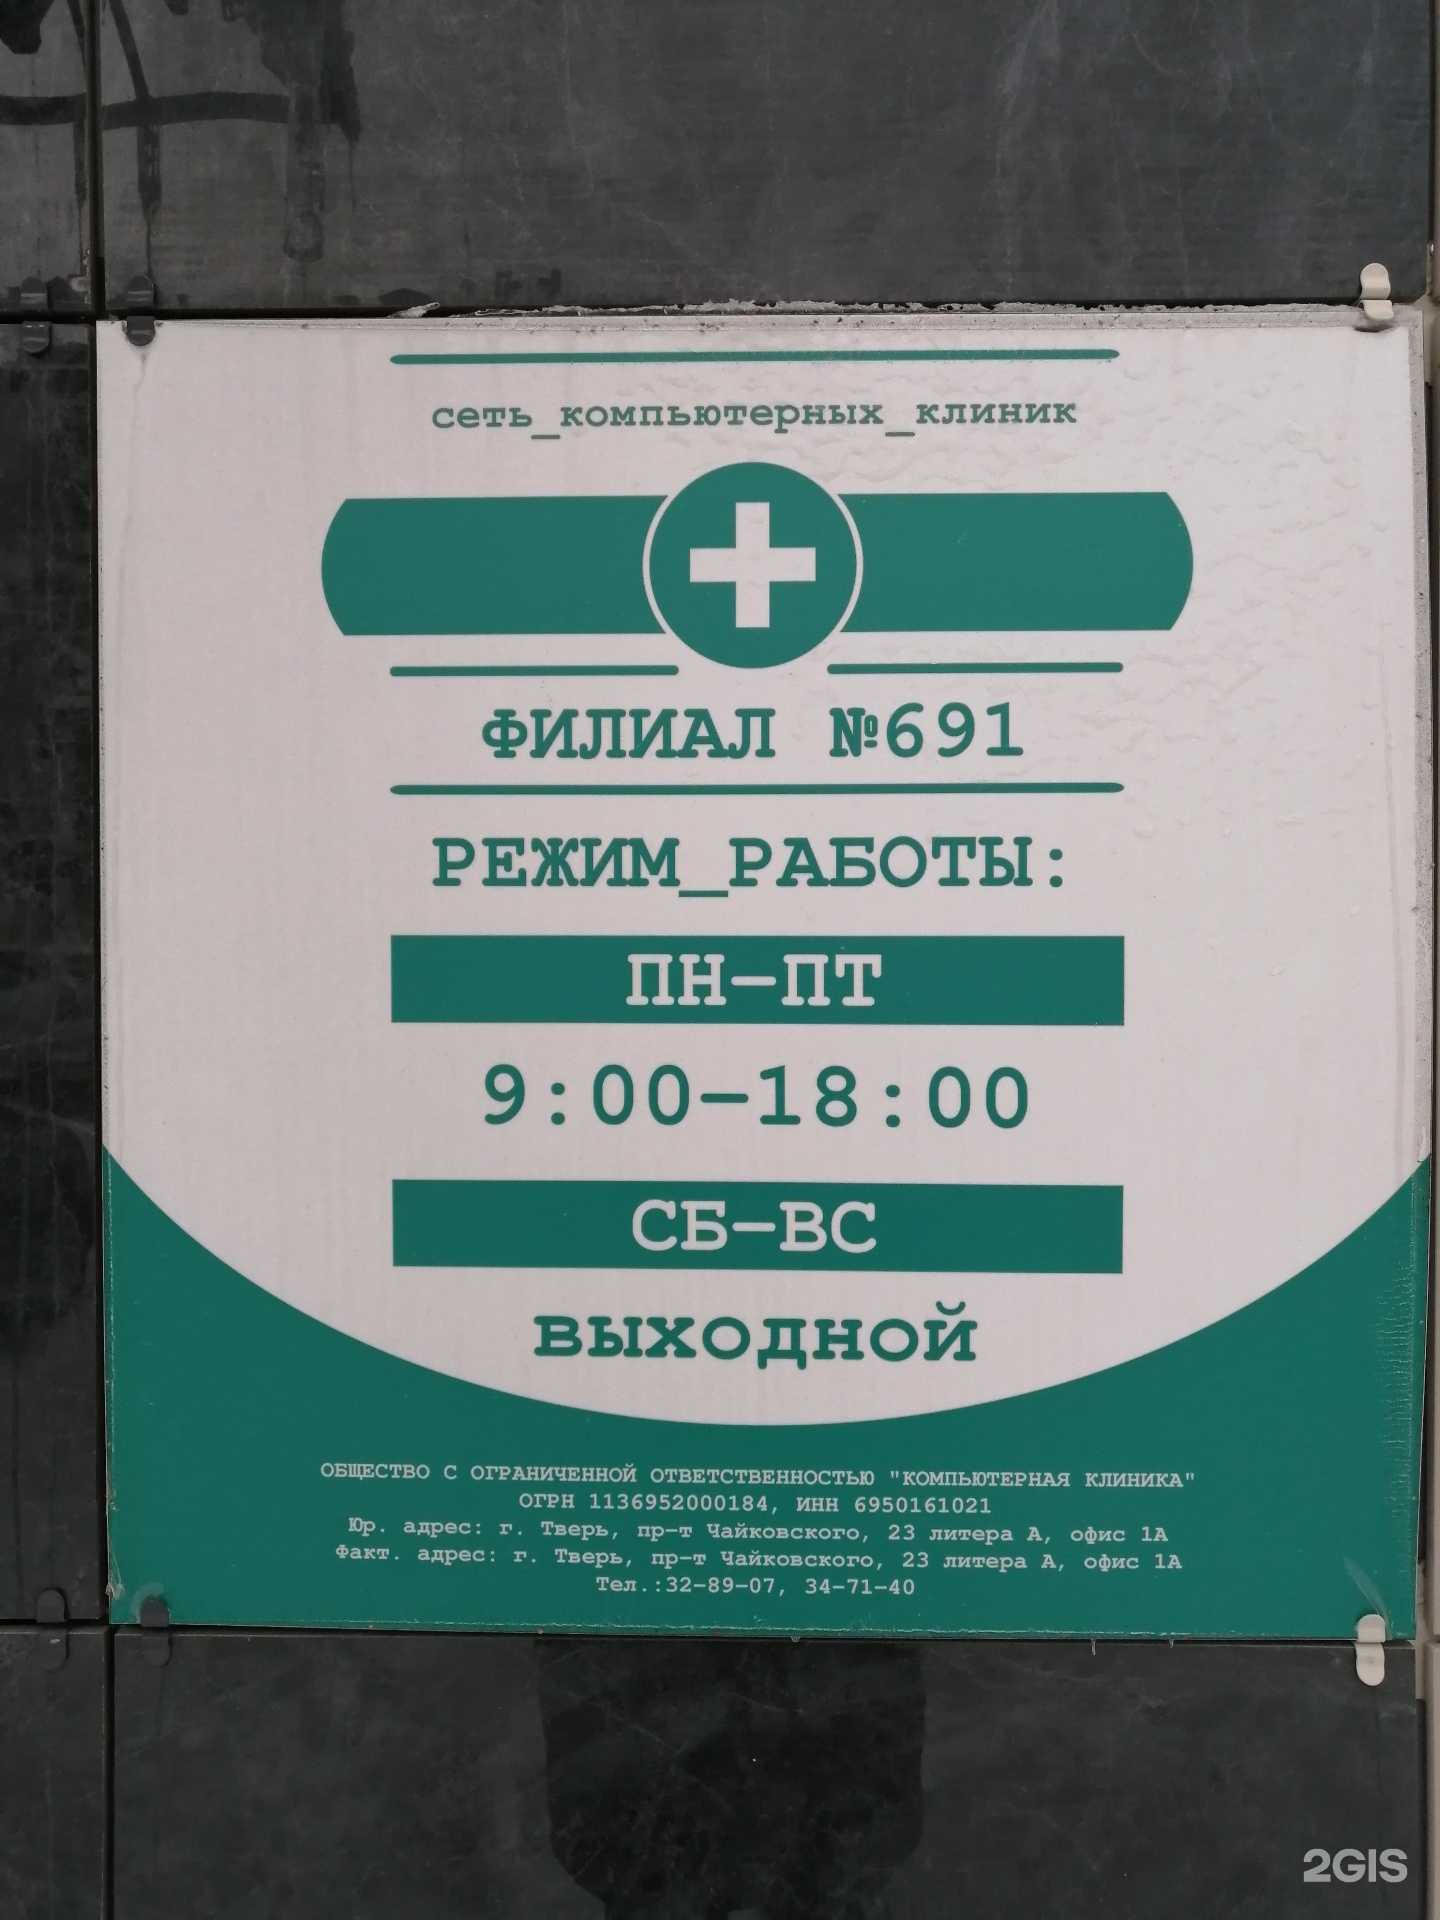 сеть_компьютерных_клиник
ФИЛИАЛ №691
РЕЖИМ_РАБОТЫ:
ПН-ПТ
9:00-18:00
СБ-ВС
ВЫХОДНОЙ
ОБЩЕСТВО С ОГРАНИЧЕННОЙ ОТВЕТСТВЕННОСТЬЮ "КОМПЬЮТЕРНАЯ КЛИНИКА"
ОГРН 1136952000184, ИНН 6950161021
Юр. адрес: г. Тверь, пр-т Чайковского, 23 литера А, офис 1А
Факт. адрес: г. Тверь, пр-т Чайковского, 23 литера А, офис 1А
Тел.:32-89-07, 34-71-40
2GIS